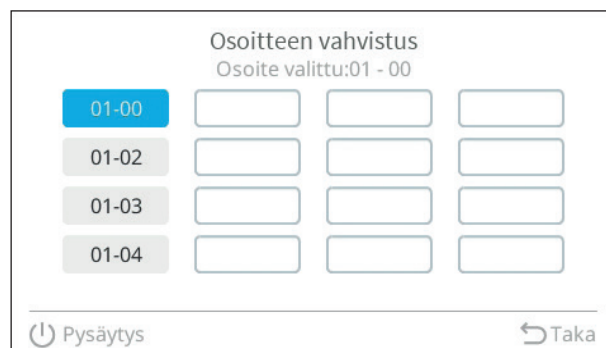 Osoitteen vahvistus
Osoite valittu:01 - 00
01-00
01-02
01-03
01-04
Pysäytys
Taka